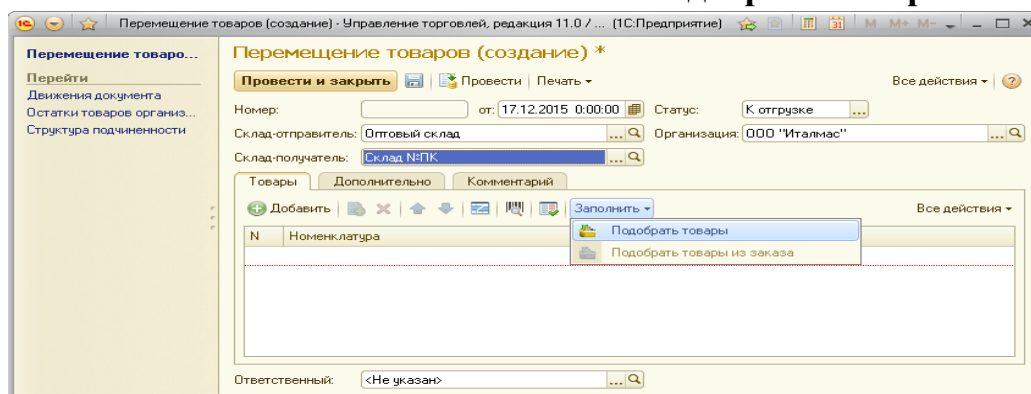 Перемещение товаров (создание) - Управление торговлей, редакция 11.0 / ... (1С:Предприятие) M M+ M-
Перемещение товаро...
Перейти
Движения документа
Остатки товаров организ...
Структура подчиненности
Перемещение товаров (создание) *
Провести и закрыть Провести Печать Все действия
Номер: от: 17.12.2015 0:00:00 Статус: К отгрузке ...
Склад-отправитель: Оптовый склад ... Организация: ООО "Италмас" ...
Склад-получатель: Склад №ПК ...
Товары Дополнительно Комментарий
Добавить Заполнить Все действия
N Номенклатура
Подобрать товары
Подобрать товары из заказа
Ответственный: <Не указан> ...